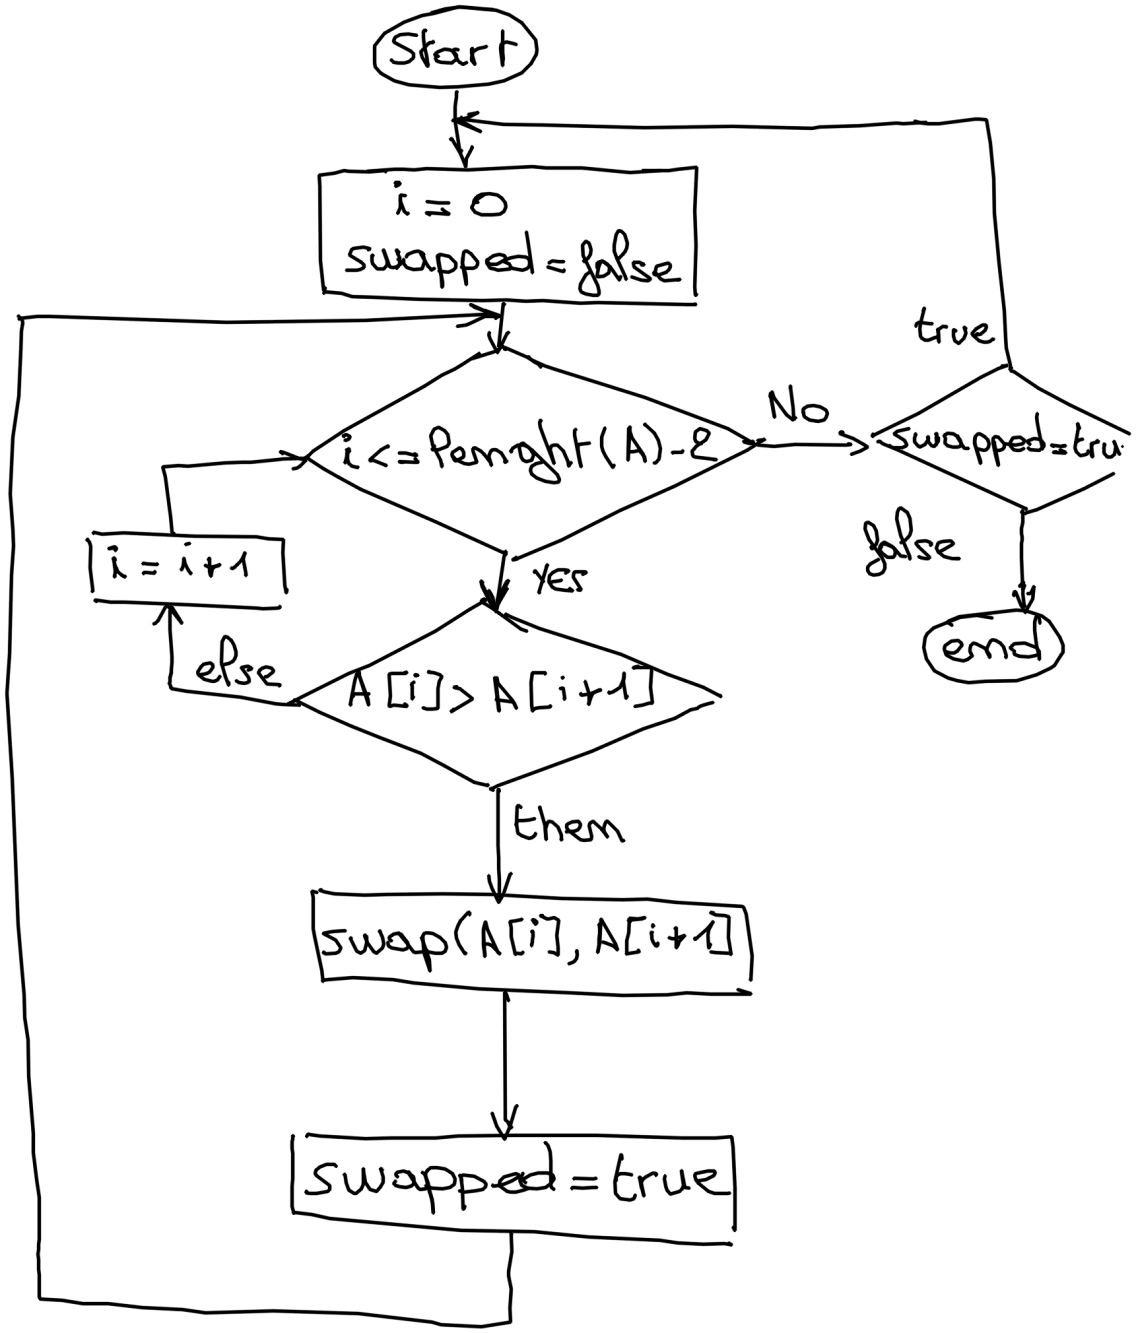 Start
i = 0
swapped = false
true
i <= lenght(A) - 2
No
swapped = tru
false
end
i = i + 1
yes
else
A [i] > A [i + 1]
then
swap(A[i], A[i+1]
swapped = true